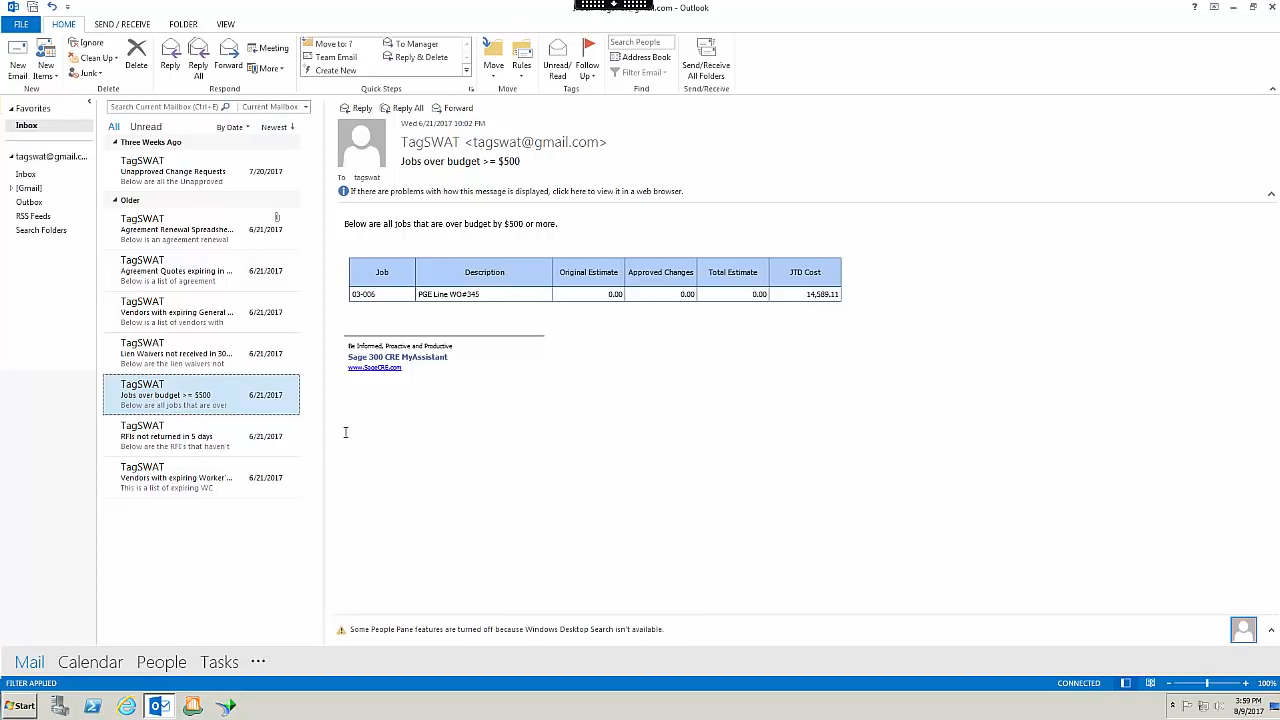 gmail.com - Outlook
FILE
HOME
SEND / RECEIVE
FOLDER
VIEW
New Email
New Items
New
Ignore
Clean Up
Junk
Delete
Delete
Reply
Reply All
Forward
Meeting
More
Respond
Move to: ?
Team Email
Create New
To Manager
Reply & Delete
Quick Steps
Move
Rules
Move
Unread/ Read
Follow Up
Tags
Search People
Address Book
Filter Email
Find
Send/Receive All Folders
Send/Receive
Favorites
Inbox
tagswat@gmail.c...
Inbox
[Gmail]
Outbox
RSS Feeds
Search Folders
Search Current Mailbox (Ctrl+E)
Current Mailbox
All
Unread
By Date
Newest
Three Weeks Ago
TagSWAT
Unapproved Change Requests 7/20/2017
Below are all the Unapproved
Older
TagSWAT
Agreement Renewal Spreadshe... 6/21/2017
Below is an agreement renewal
TagSWAT
Agreement Quotes expiring in ... 6/21/2017
Below is a list of agreement
TagSWAT
Vendors with expiring General ... 6/21/2017
Below is a list of vendors with
TagSWAT
Lien Waivers not received in 30... 6/21/2017
Below are the lien waivers not
TagSWAT
Jobs over budget >= $500 6/21/2017
Below are all jobs that are over
TagSWAT
RFIs not returned in 5 days 6/21/2017
Below are the RFI's that haven't
TagSWAT
Vendors with expiring Worker'... 6/21/2017
This is a list of expiring WC
Reply
Reply All
Forward
Wed 6/21/2017 10:02 PM
TagSWAT <tagswat@gmail.com>
Jobs over budget >= $500
To tagswat
If there are problems with how this message is displayed, click here to view it in a web browser.
Below are all jobs that are over budget by $500 or more.
Job Description Original Estimate Approved Changes Total Estimate JTD Cost
03-006 PGE Line WO#345 0.00 0.00 0.00 14,589.11
Be Informed, Proactive and Productive
Sage 300 CRE MyAssistant
www.SageCRE.com
Some People Pane features are turned off because Windows Desktop Search isn't available.
Mail
Calendar
People
Tasks
FILTER APPLIED
CONNECTED
100%
Start
3:59 PM
8/9/2017